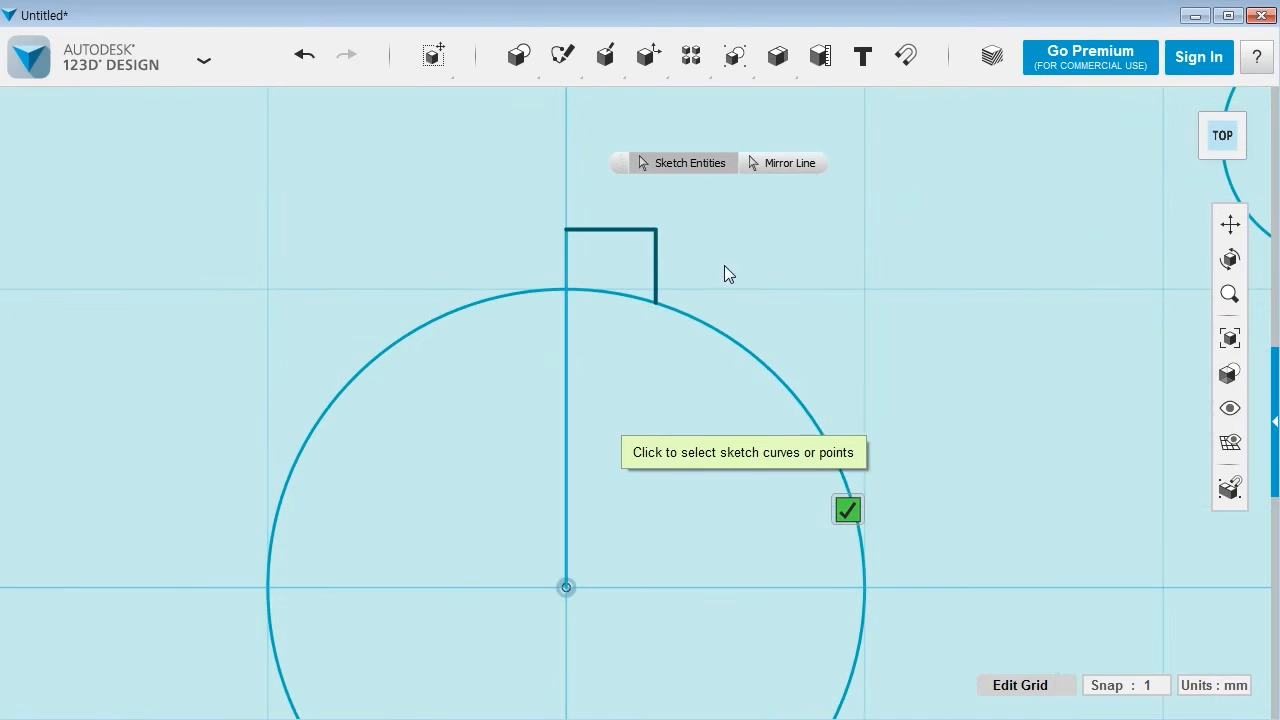 Untitled*
AUTODESK®
123D® DESIGN
T
Go Premium
(FOR COMMERCIAL USE)
Sign In
?
TOP
Sketch Entities
Mirror Line
Click to select sketch curves or points
Edit Grid
Snap : 1
Units : mm